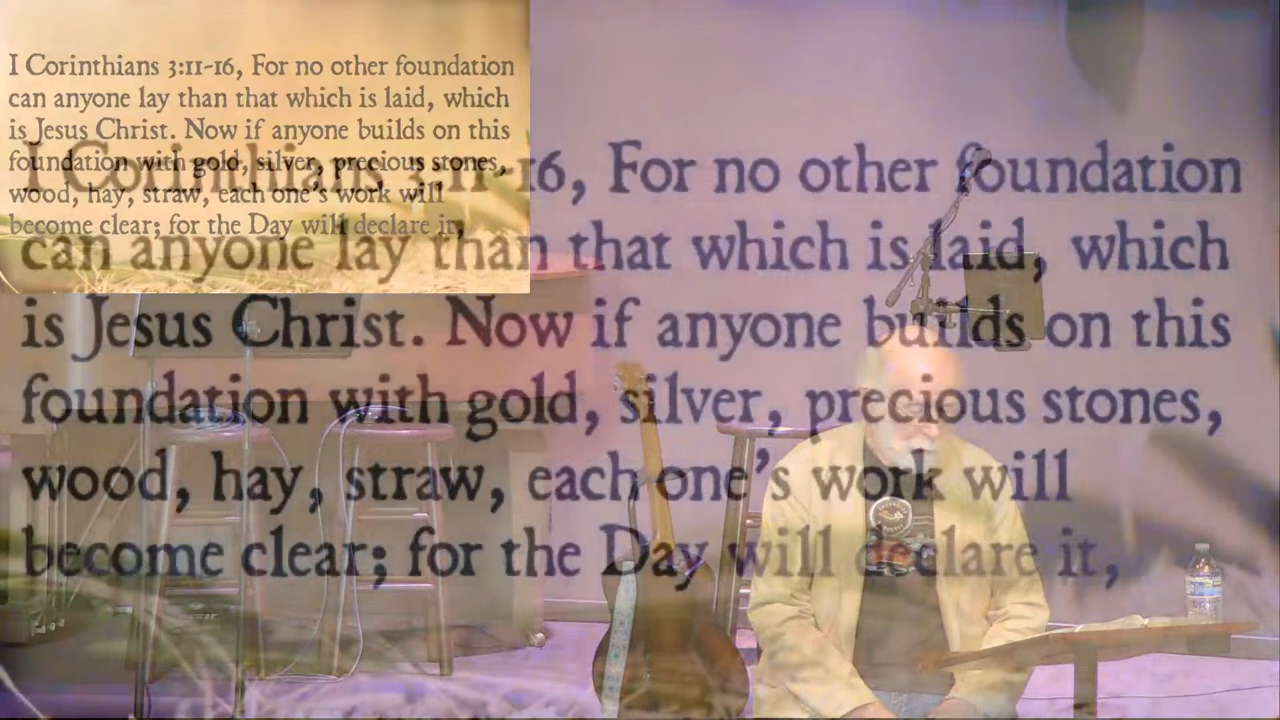 I Corinthians 3:11-16, For no other foundation
can anyone lay than that which is laid, which
is Jesus Christ. Now if anyone builds on this
foundation with gold, silver, precious stones,
wood, hay, straw, each one's work will
become clear; for the Day will declare it,
I Corinthians 3:11-16, For no other foundation
can anyone lay than that which is laid, which
is Jesus Christ. Now if anyone builds on this
foundation with gold, silver, precious stones,
wood, hay, straw, each one's work will
become clear; for the Day will declare it,